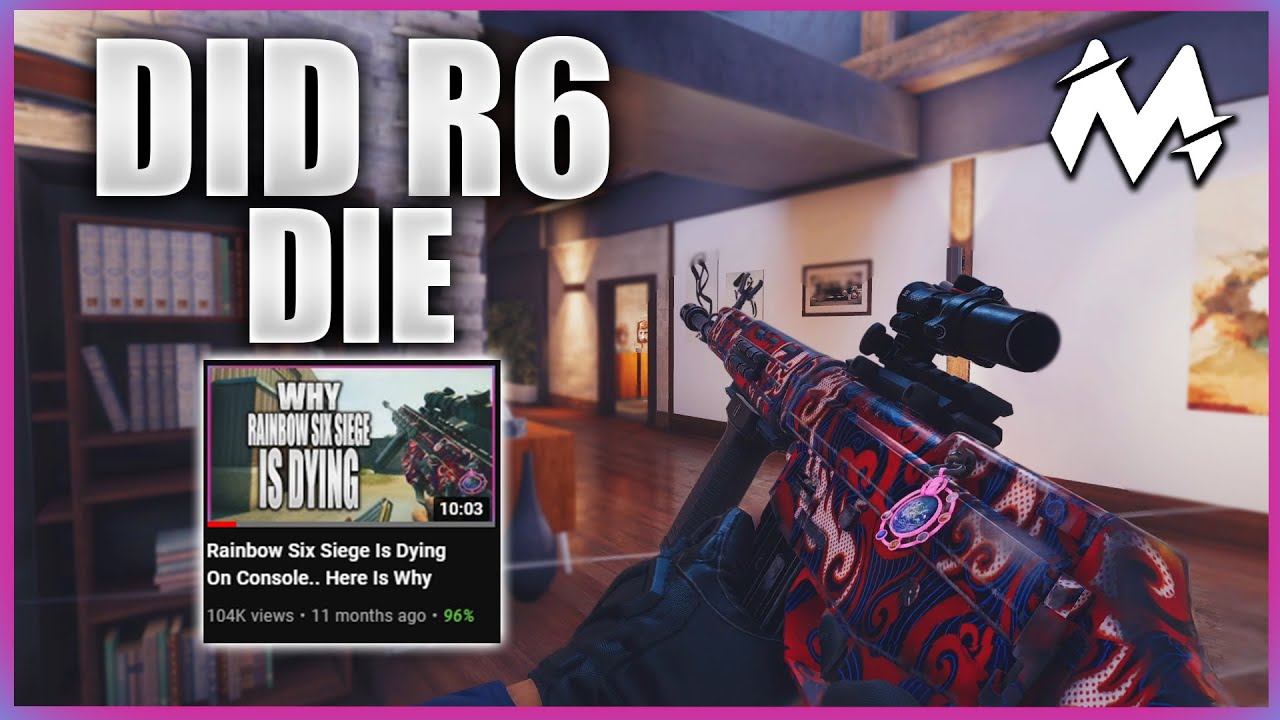 DID R6
DIE
WHY
RAINBOW SIX SIEGE
IS DYING
10:03
Rainbow Six Siege Is Dying
On Console.. Here Is Why
104K views • 11 months ago • 96%
M